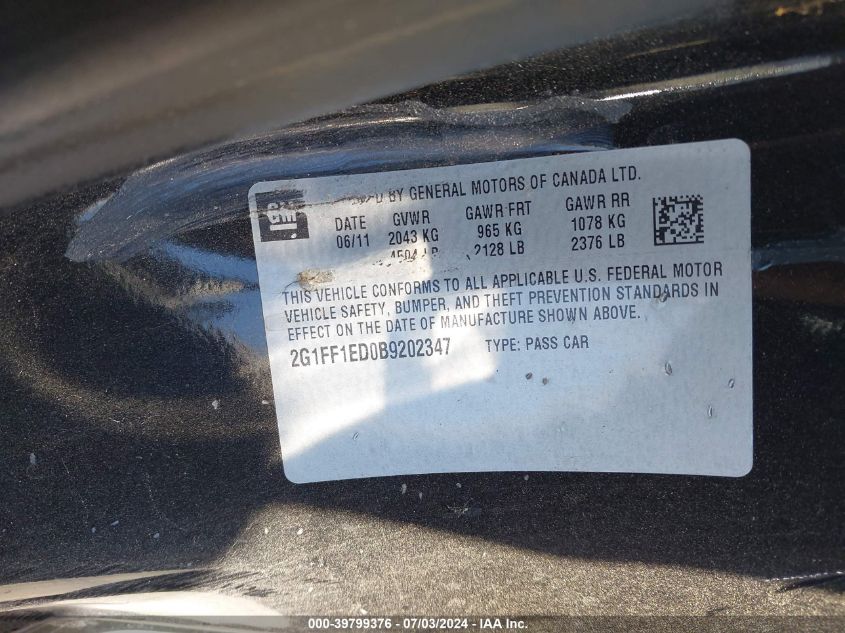 GM
BY GENERAL MOTORS OF CANADA LTD.
DATE GVWR GAWR FRT GAWR RR
06/11 2043 KG 965 KG 1078 KG
4504 LB 2128 LB 2376 LB
THIS VEHICLE CONFORMS TO ALL APPLICABLE U.S. FEDERAL MOTOR
VEHICLE SAFETY, BUMPER, AND THEFT PREVENTION STANDARDS IN
EFFECT ON THE DATE OF MANUFACTURE SHOWN ABOVE.
2G1FF1ED0B9202347 TYPE: PASS CAR
000-39799376 / 07/03/2024 - IAA Inc.